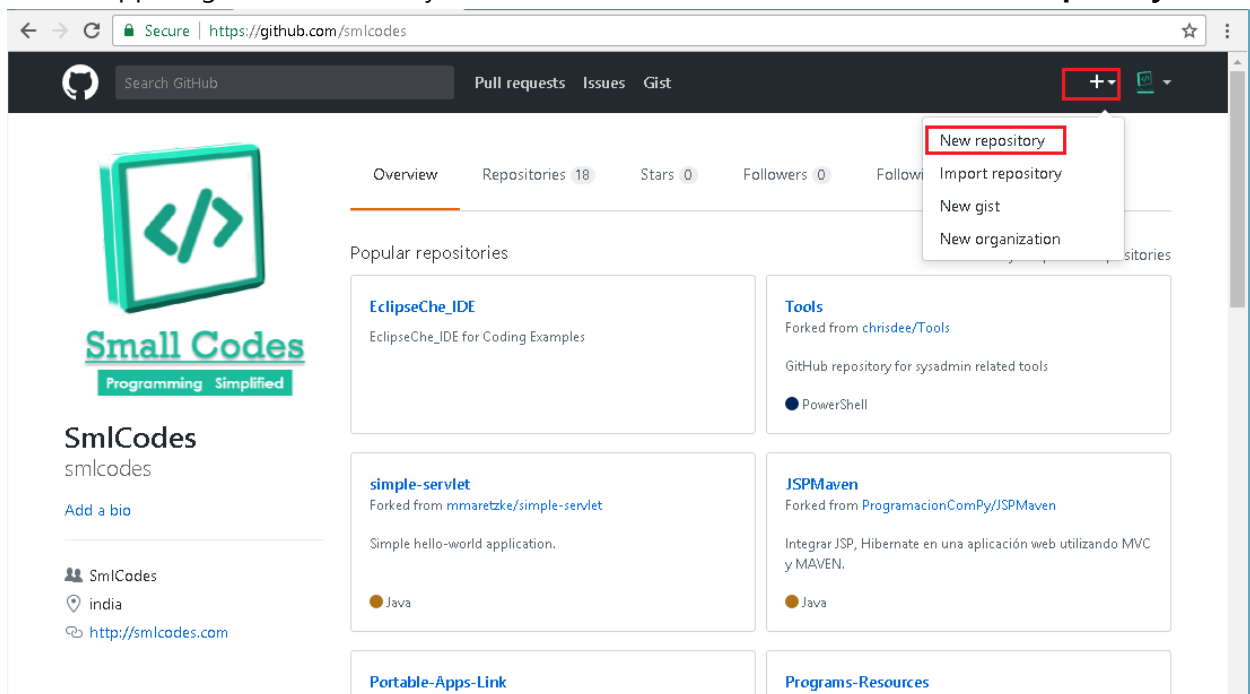 https://github.com/smlcodes
Secure
Search GitHub
Pull requests Issues Gist
New repository
Import repository
New gist
New organization
Overview Repositories 18 Stars 0 Followers 0
Popular repositories
EclipseChe_IDE
EclipseChe_IDE for Coding Examples
Tools
Forked from chrisdee/Tools
GitHub repository for sysadmin related tools
PowerShell
Small Codes
Programming Simplified
SmlCodes
smlcodes
Add a bio
SmlCodes
india
http://smlcodes.com
simple-servlet
Forked from mmaretzke/simple-servlet
Simple hello-world application.
Java
JSPMaven
Forked from ProgramacionComPy/JSPMaven
Integrar JSP, Hibernate en una aplicación web utilizando MVC
y MAVEN.
Java
Portable-Apps-Link
Programs-Resources